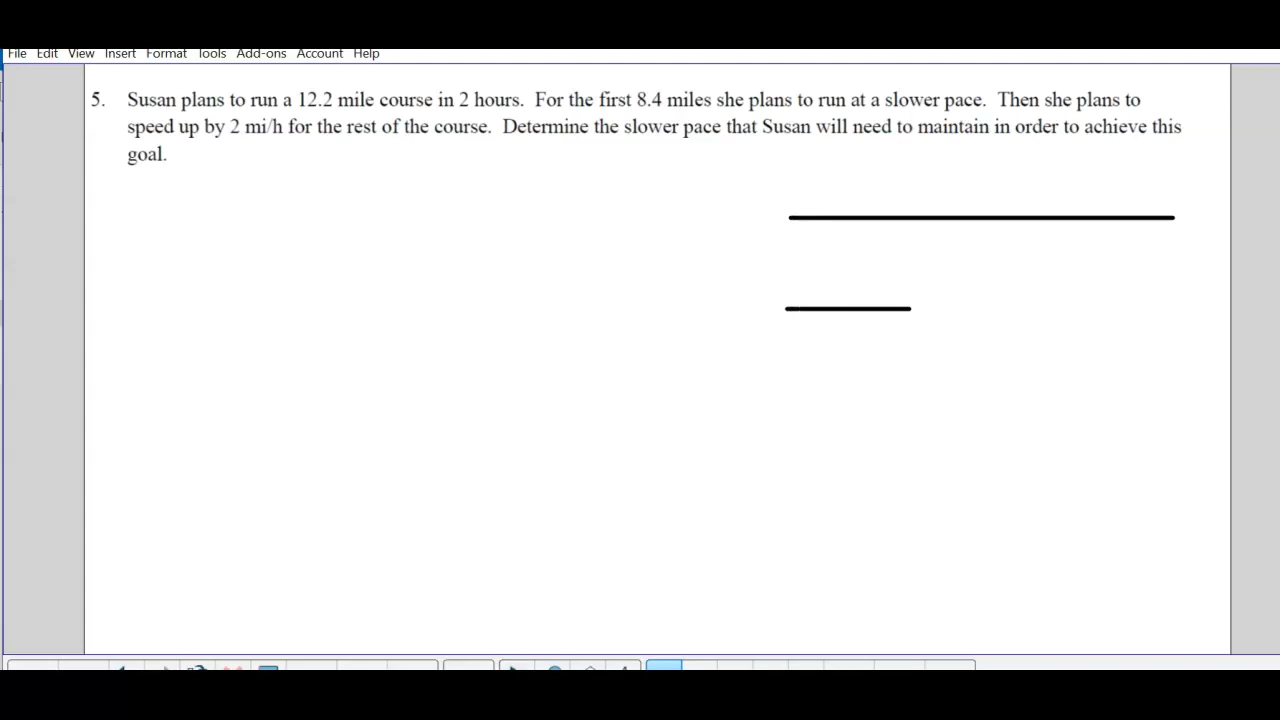 File Edit View Insert Format Tools Add-ons Account Help
5. Susan plans to run a 12.2 mile course in 2 hours. For the first 8.4 miles she plans to run at a slower pace. Then she plans to
speed up by 2 mi/h for the rest of the course. Determine the slower pace that Susan will need to maintain in order to achieve this
goal.